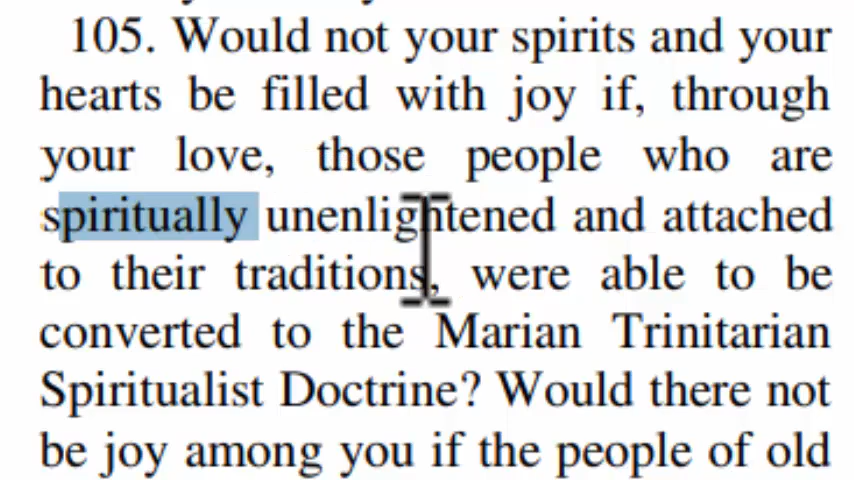 105. Would not your spirits and your
hearts be filled with joy if, through
your love, those people who are
spiritually unenlightened and attached
to their traditions, were able to be
converted to the Marian Trinitarian
Spiritualist Doctrine? Would there not
be joy among you if the people of old